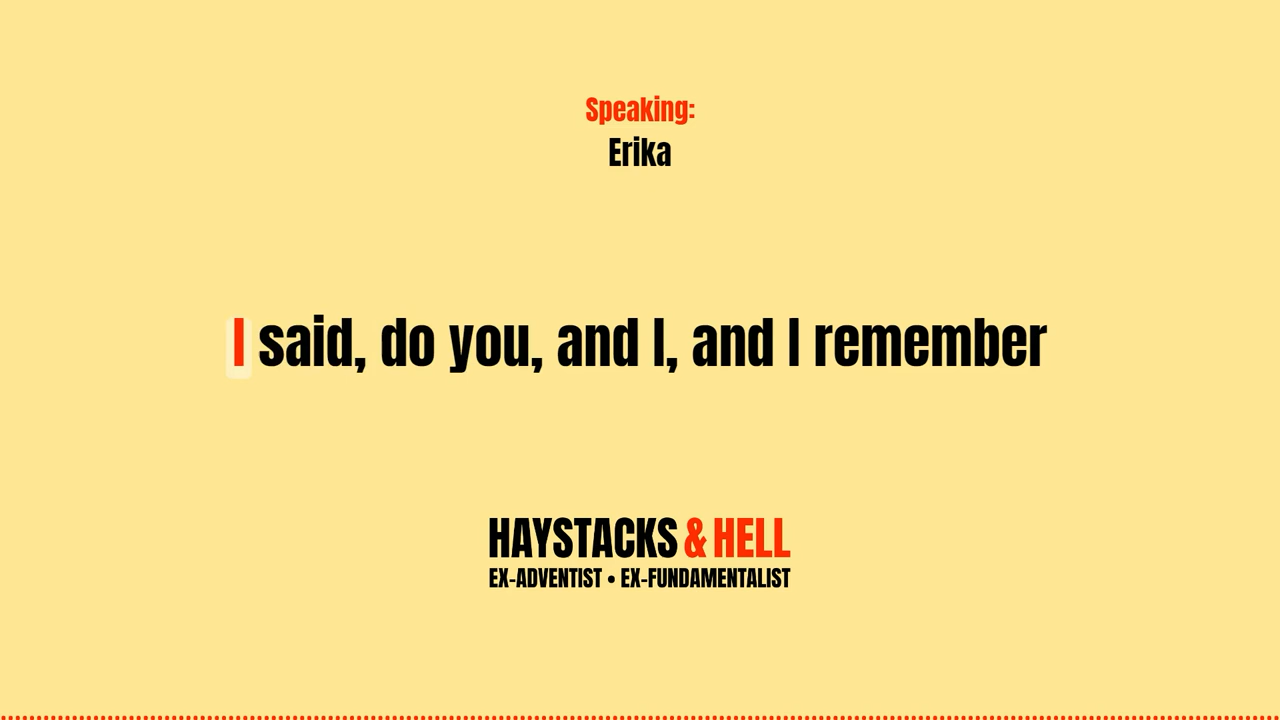 Speaking:
Erika
I said, do you, and I, and I remember
HAYSTACKS & HELL
EX-ADVENTIST • EX-FUNDAMENTALIST